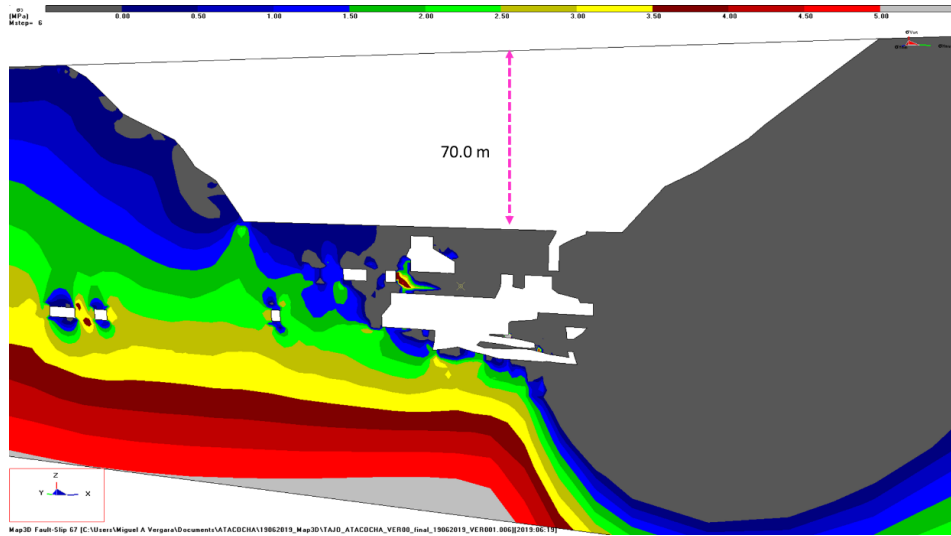 σ3
[MPa]
Mstep= 6
0.00 0.50 1.00 1.50 2.00 2.50 3.00 3.50 4.00 4.50 5.00
70.0 m
Z
Y X
Map3D Fault-Slip 67 [C:\Users\Miguel A Vergara\Documents\ATACOCHA\19062019_Map3D\TAJO_ATACOCHA_VER00_final_19062019_VER001.006][2019:06:19]